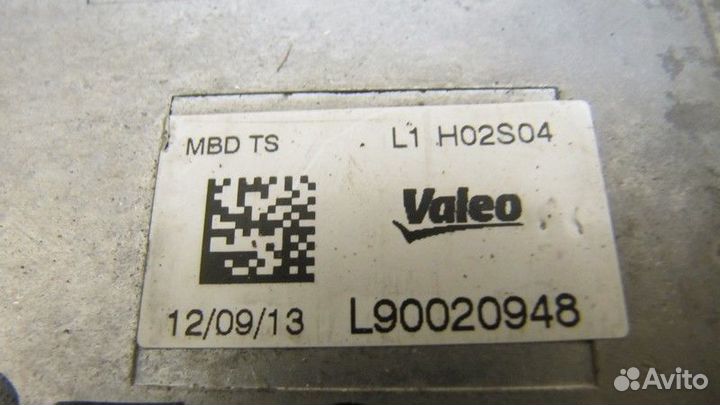 MBD TS L1 H02S04
Valeo
12/09/13 L90020948
Avito